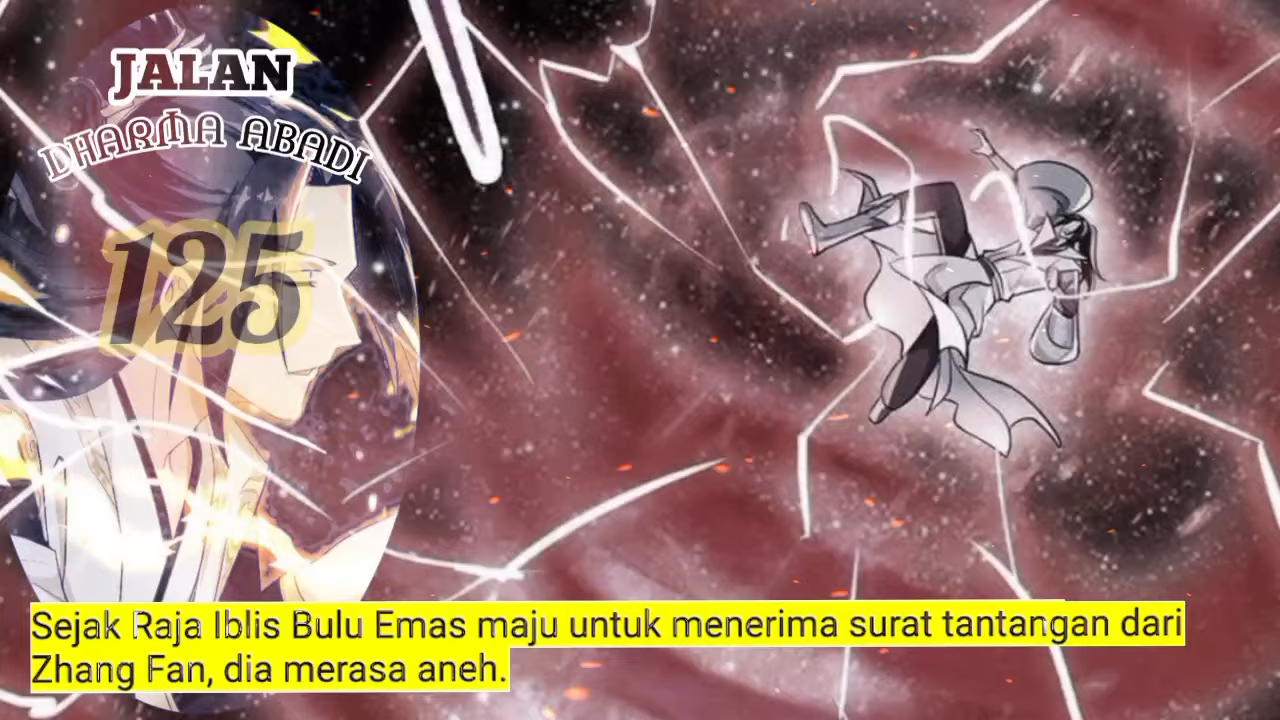 JALAN
DHARMA ABADI
125
Sejak Raja Iblis Bulu Emas maju untuk menerima surat tantangan dari
Zhang Fan, dia merasa aneh.